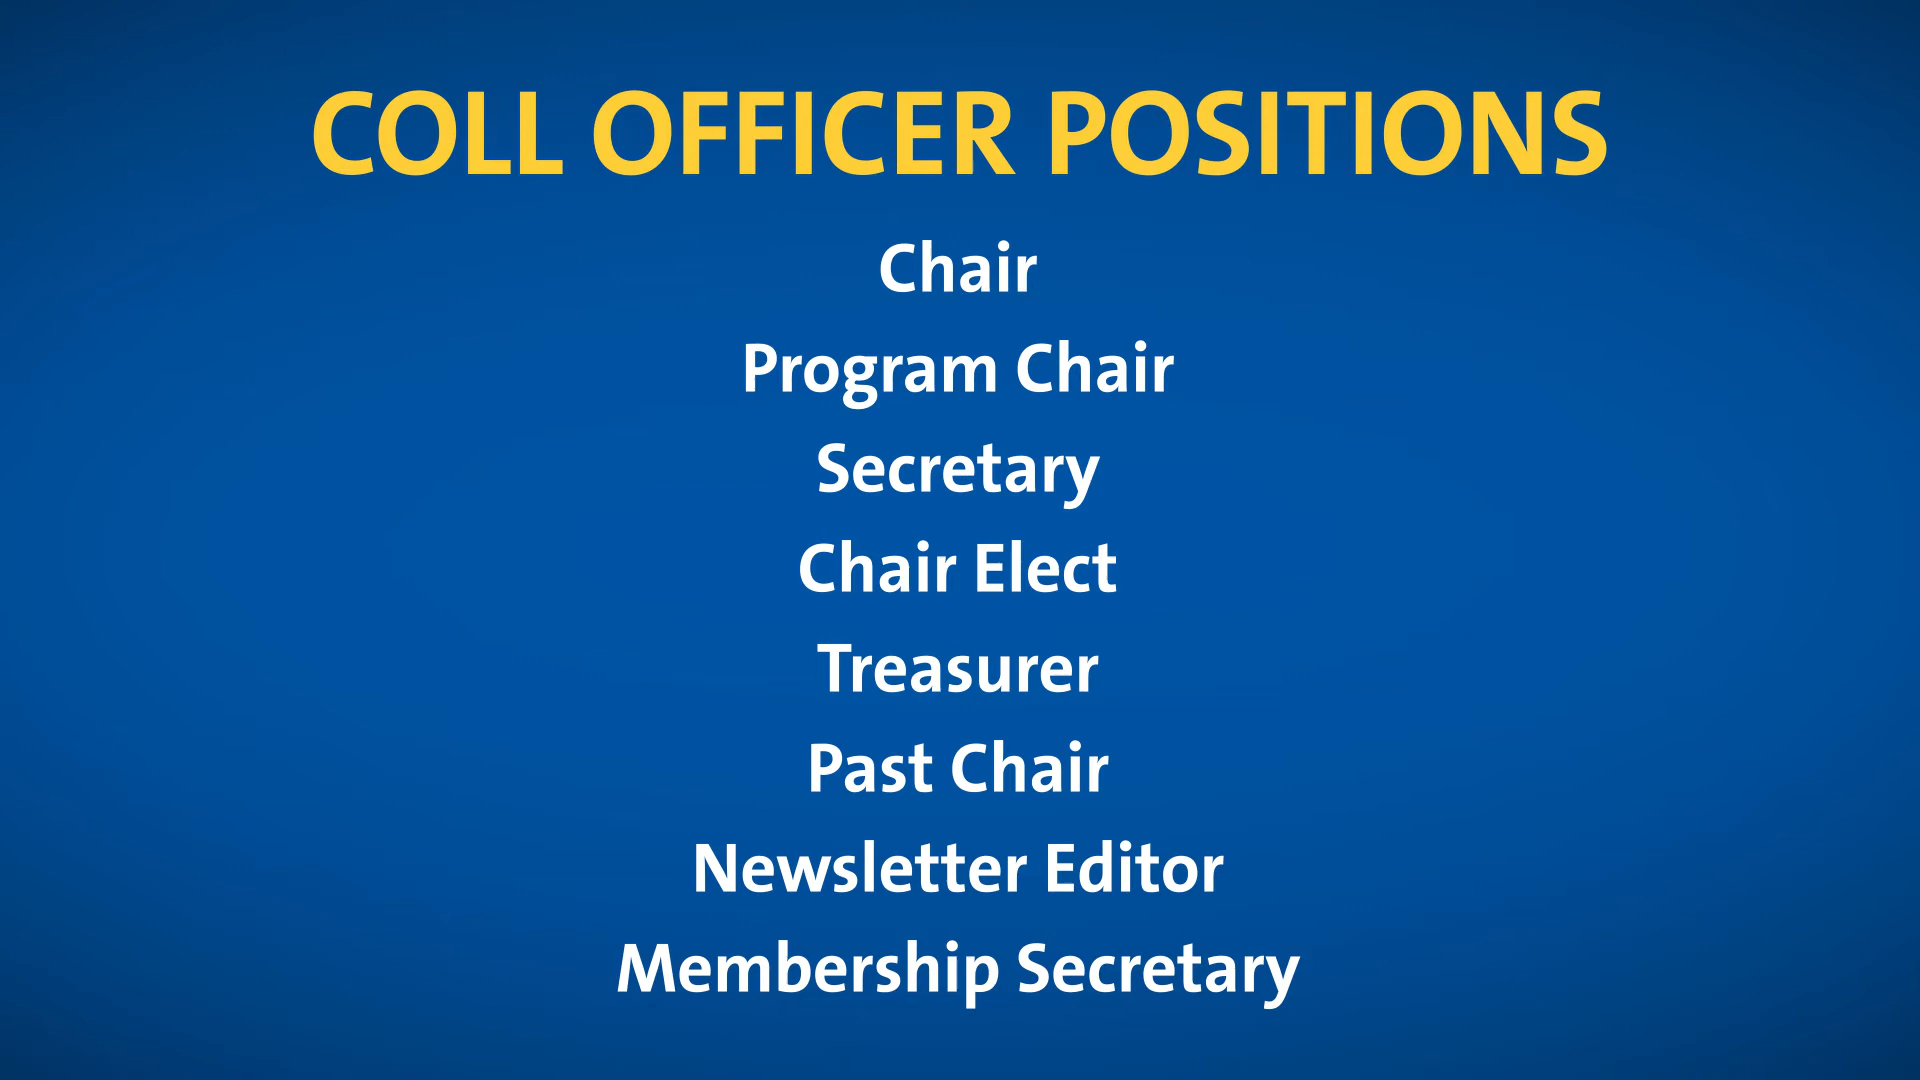 COLL OFFICER POSITIONS
Chair
Program Chair
Secretary
Chair Elect
Treasurer
Past Chair
Newsletter Editor
Membership Secretary